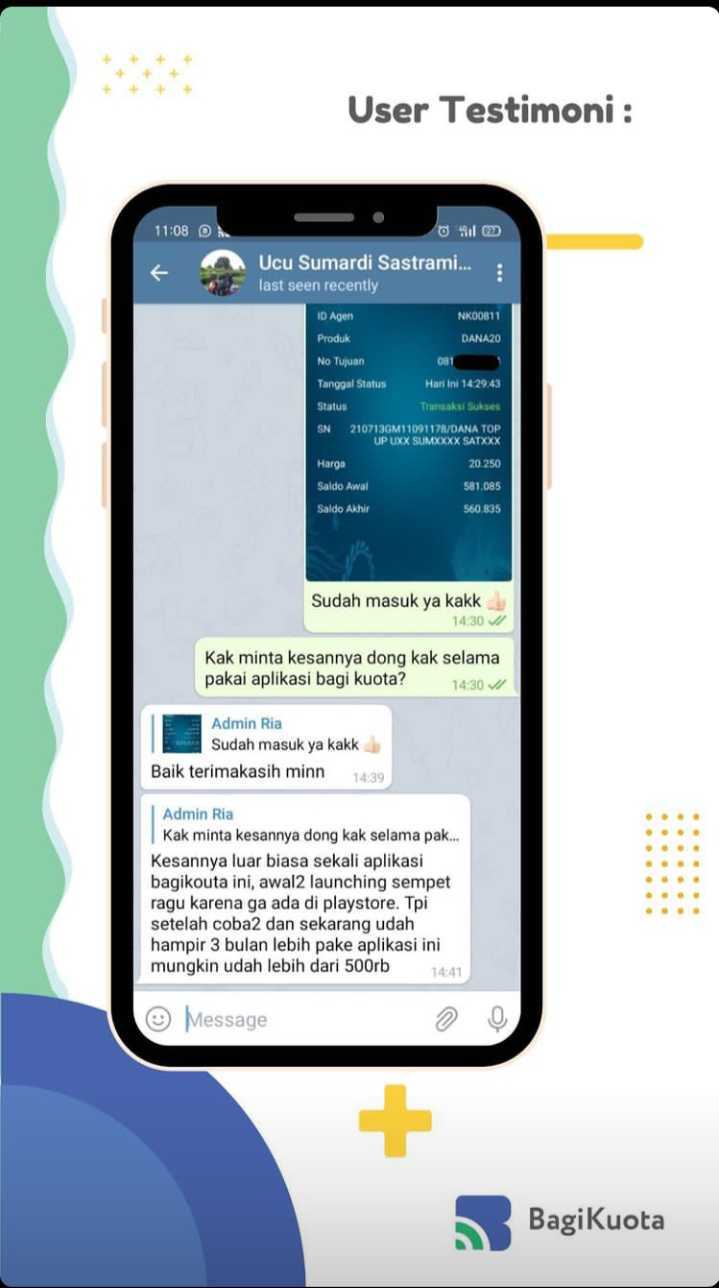 User Testimoni :
11:08
27
Ucu Sumardi Sastrami...
last seen recently
ID Agen NK00811
Produk DANA20
No Tujuan 081
Tanggal Status Hari Ini 14:29:43
Status Transaksi Sukses
SN 210713GM11091178/DANA TOP
UP UXX SUMXXXX SATXXX
Harga 20.250
Saldo Awal 581.085
Saldo Akhir 560.835
Sudah masuk ya kakk
14:30
Kak minta kesannya dong kak selama
pakai aplikasi bagi kuota?
14:30
Admin Ria
Sudah masuk ya kakk
Baik terimakasih minn
14:39
Admin Ria
Kak minta kesannya dong kak selama pak...
Kesannya luar biasa sekali aplikasi
bagikouta ini, awal2 launching sempet
ragu karena ga ada di playstore. Tpi
setelah coba2 dan sekarang udah
hampir 3 bulan lebih pake aplikasi ini
mungkin udah lebih dari 500rb
14:41
Message
BagiKuota